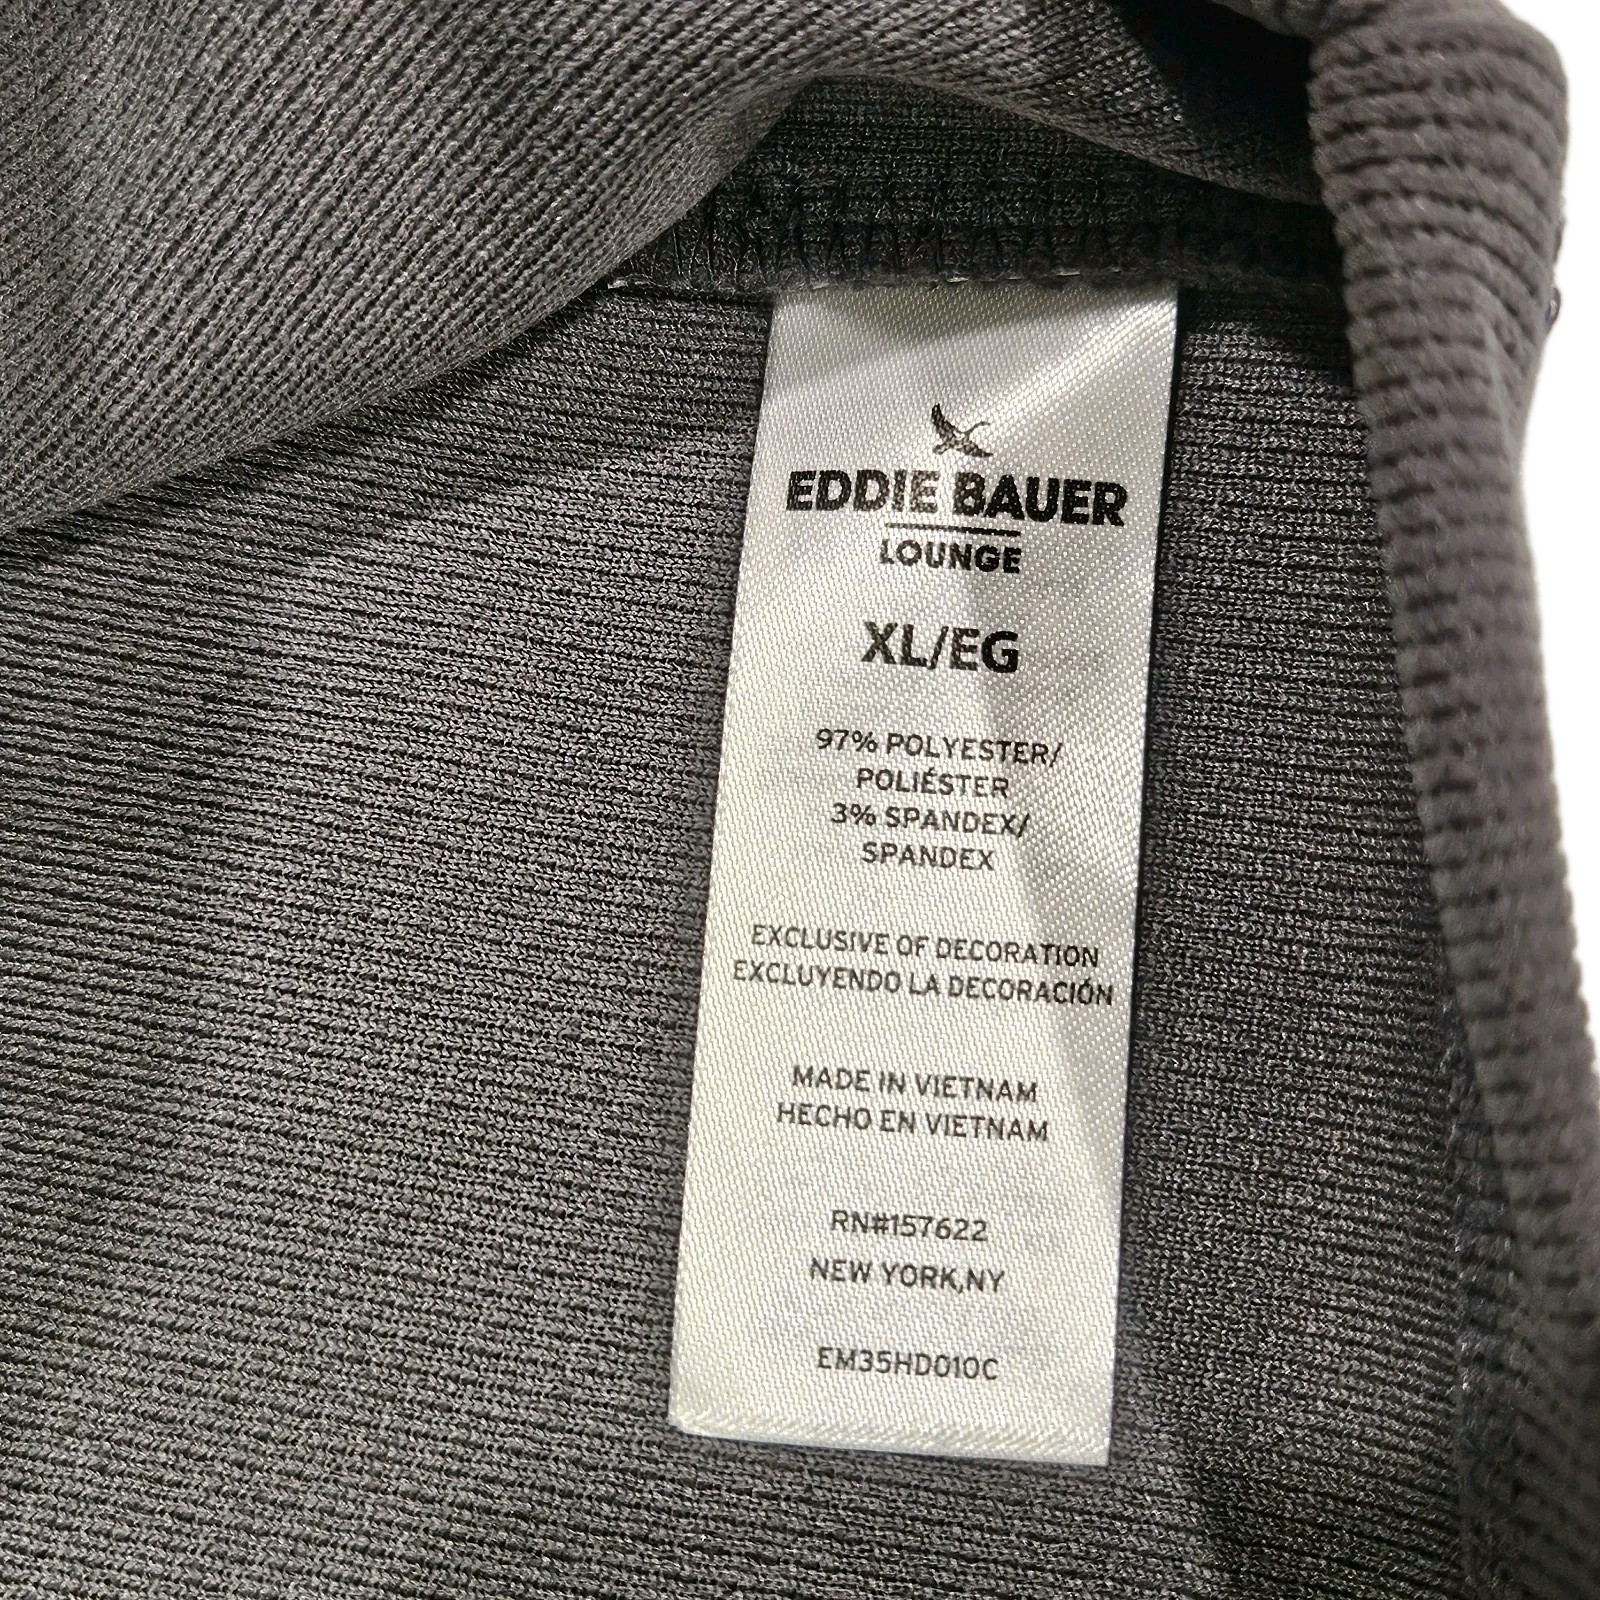 EDDIE BAUER
LOUNGE
XL/EG
97% POLYESTER/
POLIÉSTER
3% SPANDEX/
SPANDEX
EXCLUSIVE OF DECORATION
EXCLUYENDO LA DECORACIÓN
MADE IN VIETNAM
HECHO EN VIETNAM
RN#157622
NEW YORK,NY
EM35HD010C